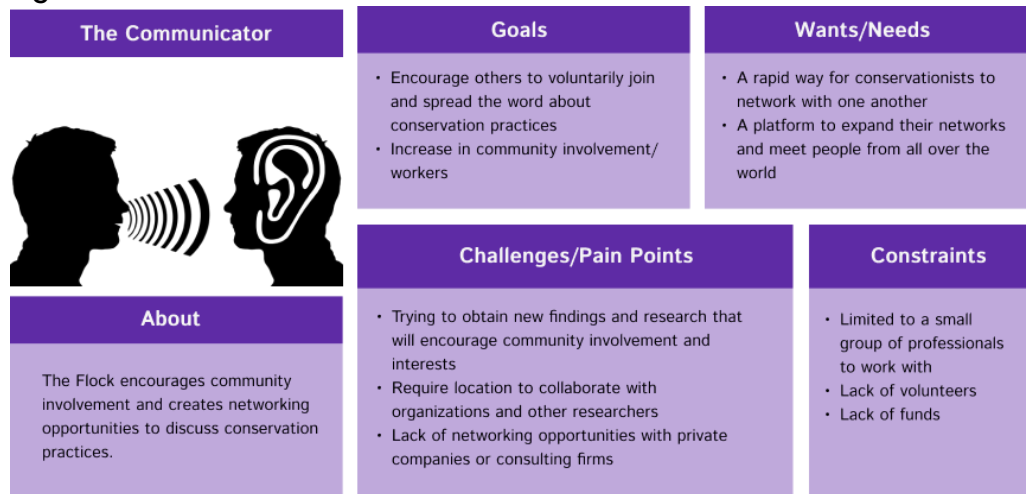 The Communicator
Goals
• Encourage others to voluntarily join
and spread the word about
conservation practices
• Increase in community involvement/
workers
Wants/Needs
• A rapid way for conservationists to
network with one another
• A platform to expand their networks
and meet people from all over the
world
About
The Flock encourages community
involvement and creates networking
opportunities to discuss conservation
practices.
Challenges/Pain Points
• Trying to obtain new findings and research that
will encourage community involvement and
interests
• Require location to collaborate with
organizations and other researchers
• Lack of networking opportunities with private
companies or consulting firms
Constraints
• Limited to a small
group of professionals
to work with
• Lack of volunteers
• Lack of funds